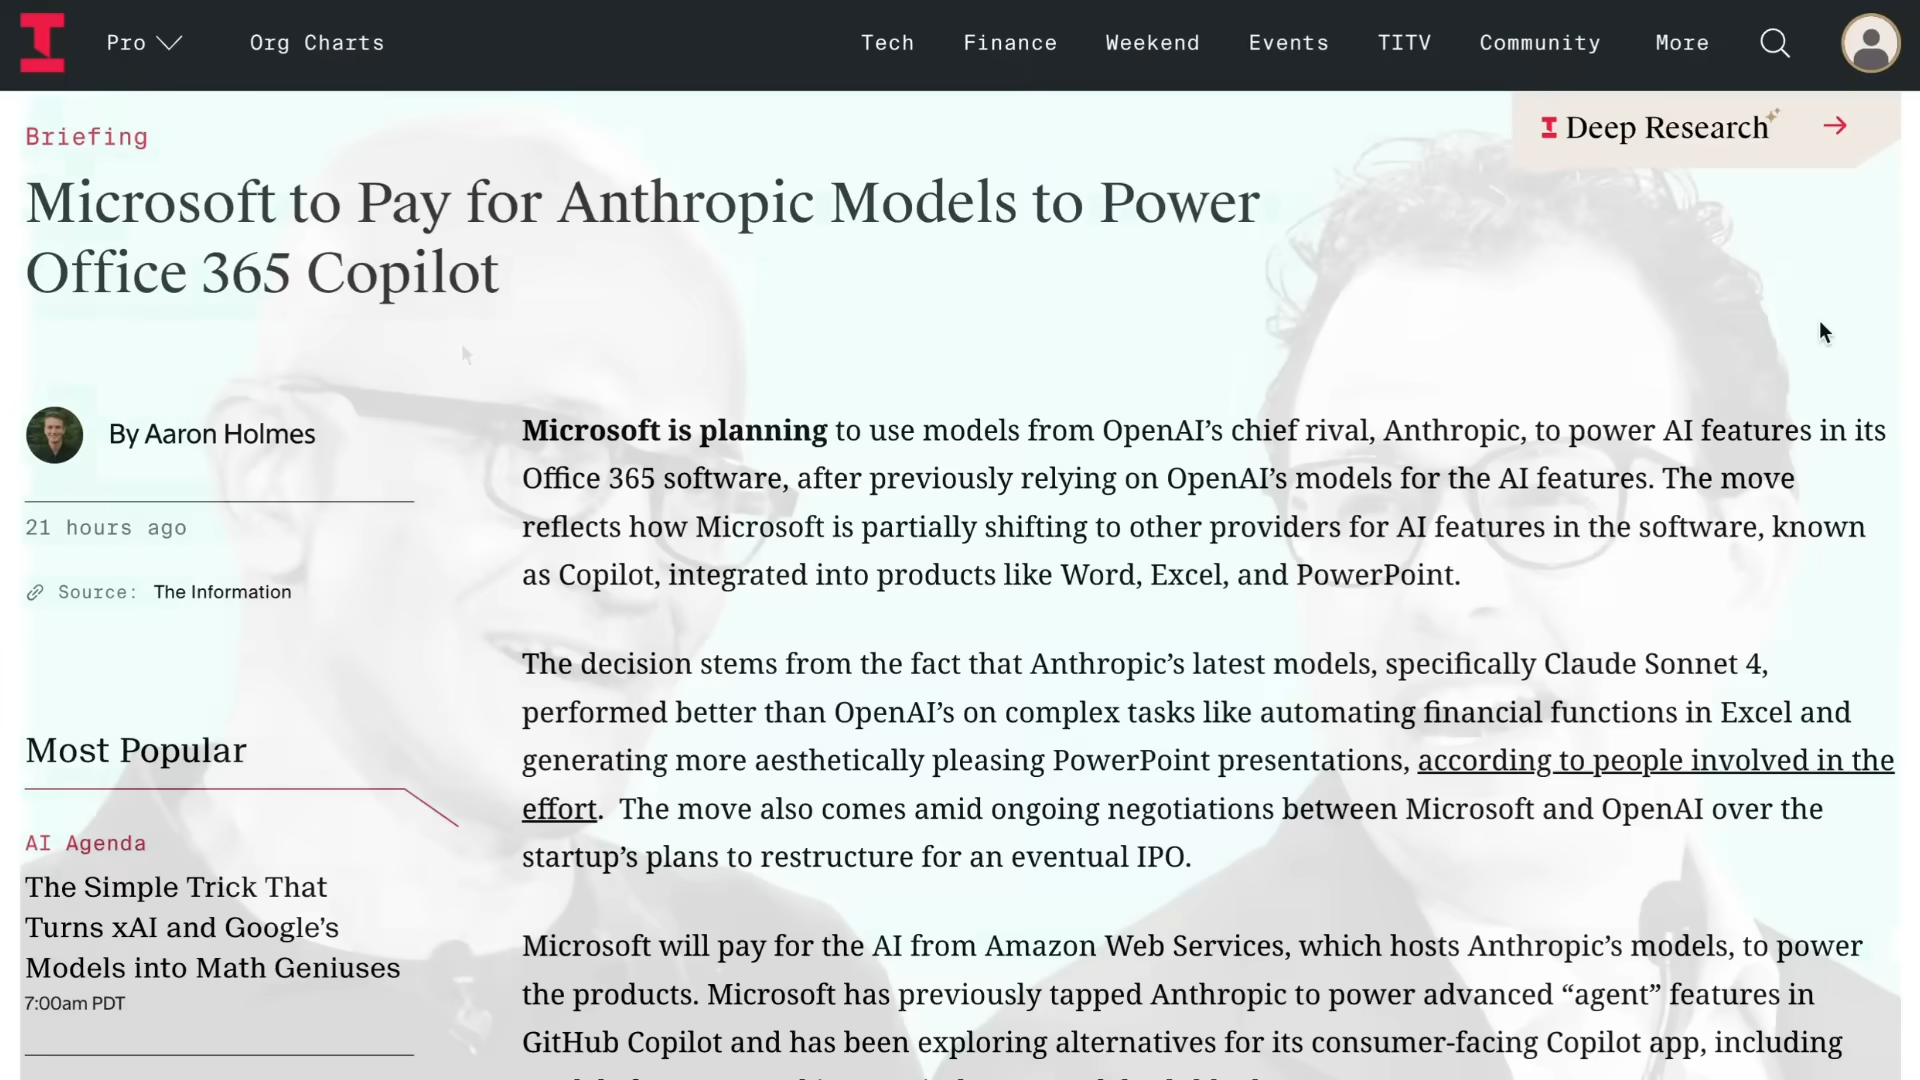 Pro
Org Charts
Tech
Finance
Weekend
Events
TITV
Community
More
Deep Research
Briefing
Microsoft to Pay for Anthropic Models to Power
Office 365 Copilot
By Aaron Holmes
21 hours ago
Source: The Information
Microsoft is planning to use models from OpenAI’s chief rival, Anthropic, to power AI features in its
Office 365 software, after previously relying on OpenAI’s models for the AI features. The move
reflects how Microsoft is partially shifting to other providers for AI features in the software, known
as Copilot, integrated into products like Word, Excel, and PowerPoint.
The decision stems from the fact that Anthropic’s latest models, specifically Claude Sonnet 4,
performed better than OpenAI’s on complex tasks like automating financial functions in Excel and
generating more aesthetically pleasing PowerPoint presentations, according to people involved in the
effort. The move also comes amid ongoing negotiations between Microsoft and OpenAI over the
startup’s plans to restructure for an eventual IPO.
Microsoft will pay for the AI from Amazon Web Services, which hosts Anthropic’s models, to power
the products. Microsoft has previously tapped Anthropic to power advanced “agent” features in
GitHub Copilot and has been exploring alternatives for its consumer-facing Copilot app, including
Most Popular
AI Agenda
The Simple Trick That
Turns xAI and Google’s
Models into Math Geniuses
7:00am PDT